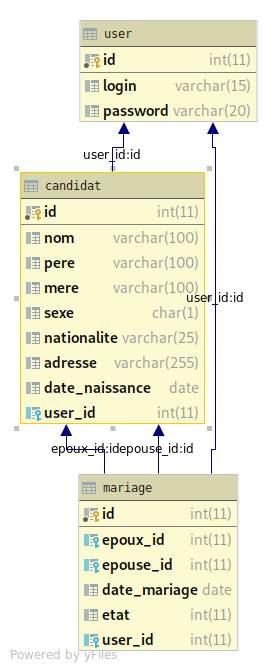 user
id int(11)
login varchar(15)
password varchar(20)
user_id:id
candidat
id int(11)
nom varchar(100)
pere varchar(100)
mere varchar(100)
user_id:id
sexe char(1)
nationalite varchar(25)
adresse varchar(255)
date_naissance date
user_id int(11)
epoux_id:id epouse_id:id
mariage
id int(11)
epoux_id int(11)
epouse_id int(11)
date_mariage date
etat int(11)
user_id int(11)
Powered by yFiles